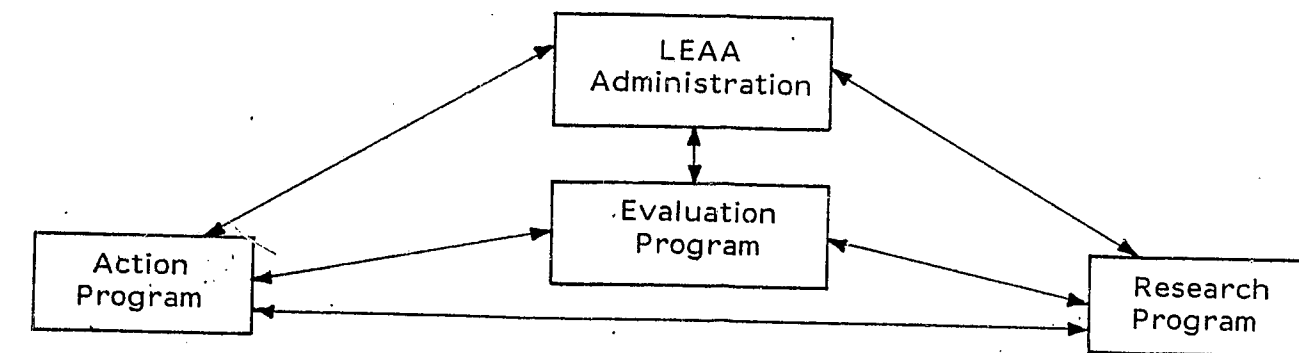 LEAA
Administration
Evaluation
Program
Action
Program
Research
Program